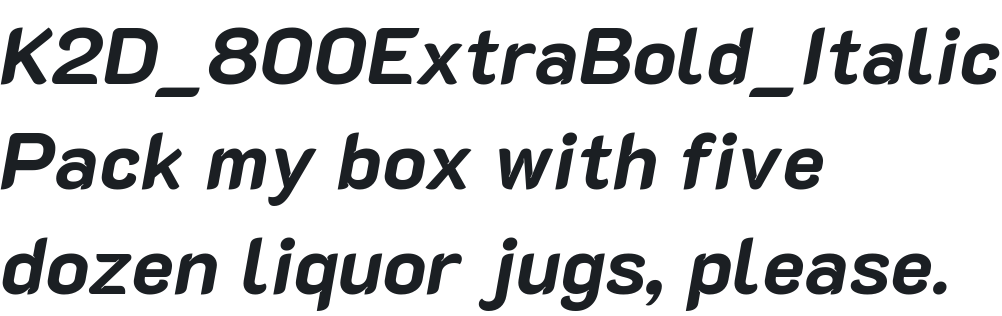 K2D_800ExtraBold_Italic
Pack my box with five
dozen liquor jugs, please.